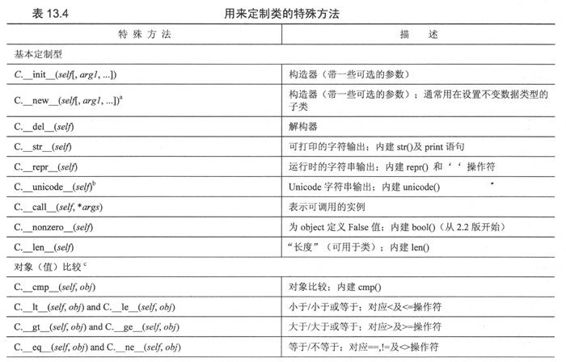 表 13.4 用来定制类的特殊方法
特 殊 方 法 描 述
基本定制型
C.__init__(self[, arg1, ...]) 构造器（带一些可选的参数）
C.__new__(self[, arg1, ...])a 构造器（带一些可选的参数）；通常用在设置不变数据类型的
子类
C.__del__(self) 解构器
C.__str__(self) 可打印的字符输出；内建 str()及 print 语句
C.__repr__(self) 运行时的字符串输出；内建 repr() 和 ‘ ‘ 操作符
C.__unicode__(self)b Unicode 字符串输出；内建 unicode()
C.__call__(self, *args) 表示可调用的实例
C.__nonzero__(self) 为 object 定义 False 值；内建 bool()（从 2.2 版开始）
C.__len__(self) “长度”（可用于类）；内建 len()
对象（值）比较 c
C.__cmp__(self, obj) 对象比较；内建 cmp()
C.__lt__(self, obj) and C.__le__(self, obj) 小于/小于或等于；对应<及<=操作符
C.__gt__(self, obj) and C.__ge__(self, obj) 大于/大于或等于；对应>及>=操作符
C.__eq__(self, obj) and C.__ne__(self, obj) 等于/不等于；对应==,!=及<>操作符